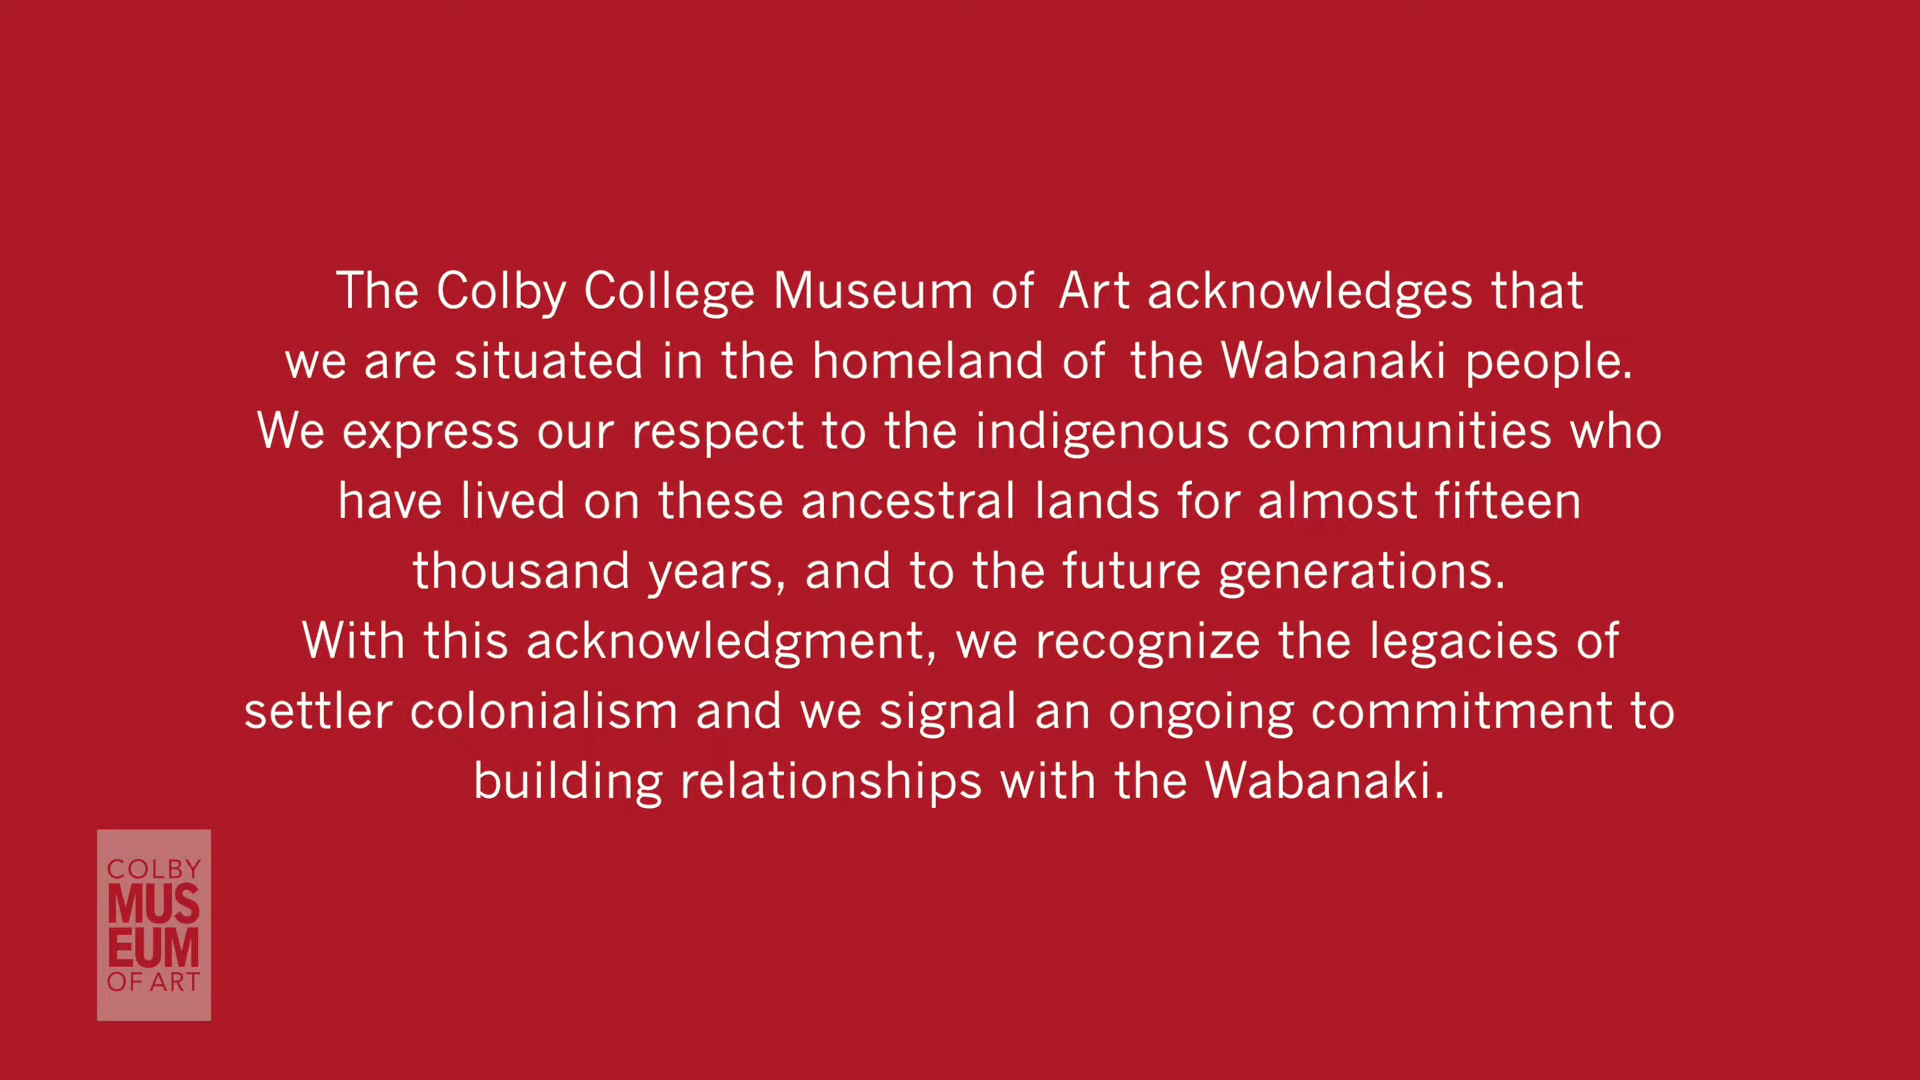 The Colby College Museum of Art acknowledges that
we are situated in the homeland of the Wabanaki people.
We express our respect to the indigenous communities who
have lived on these ancestral lands for almost fifteen
thousand years, and to the future generations.
With this acknowledgment, we recognize the legacies of
settler colonialism and we signal an ongoing commitment to
building relationships with the Wabanaki.
COLBY
MUS
EUM
OF ART